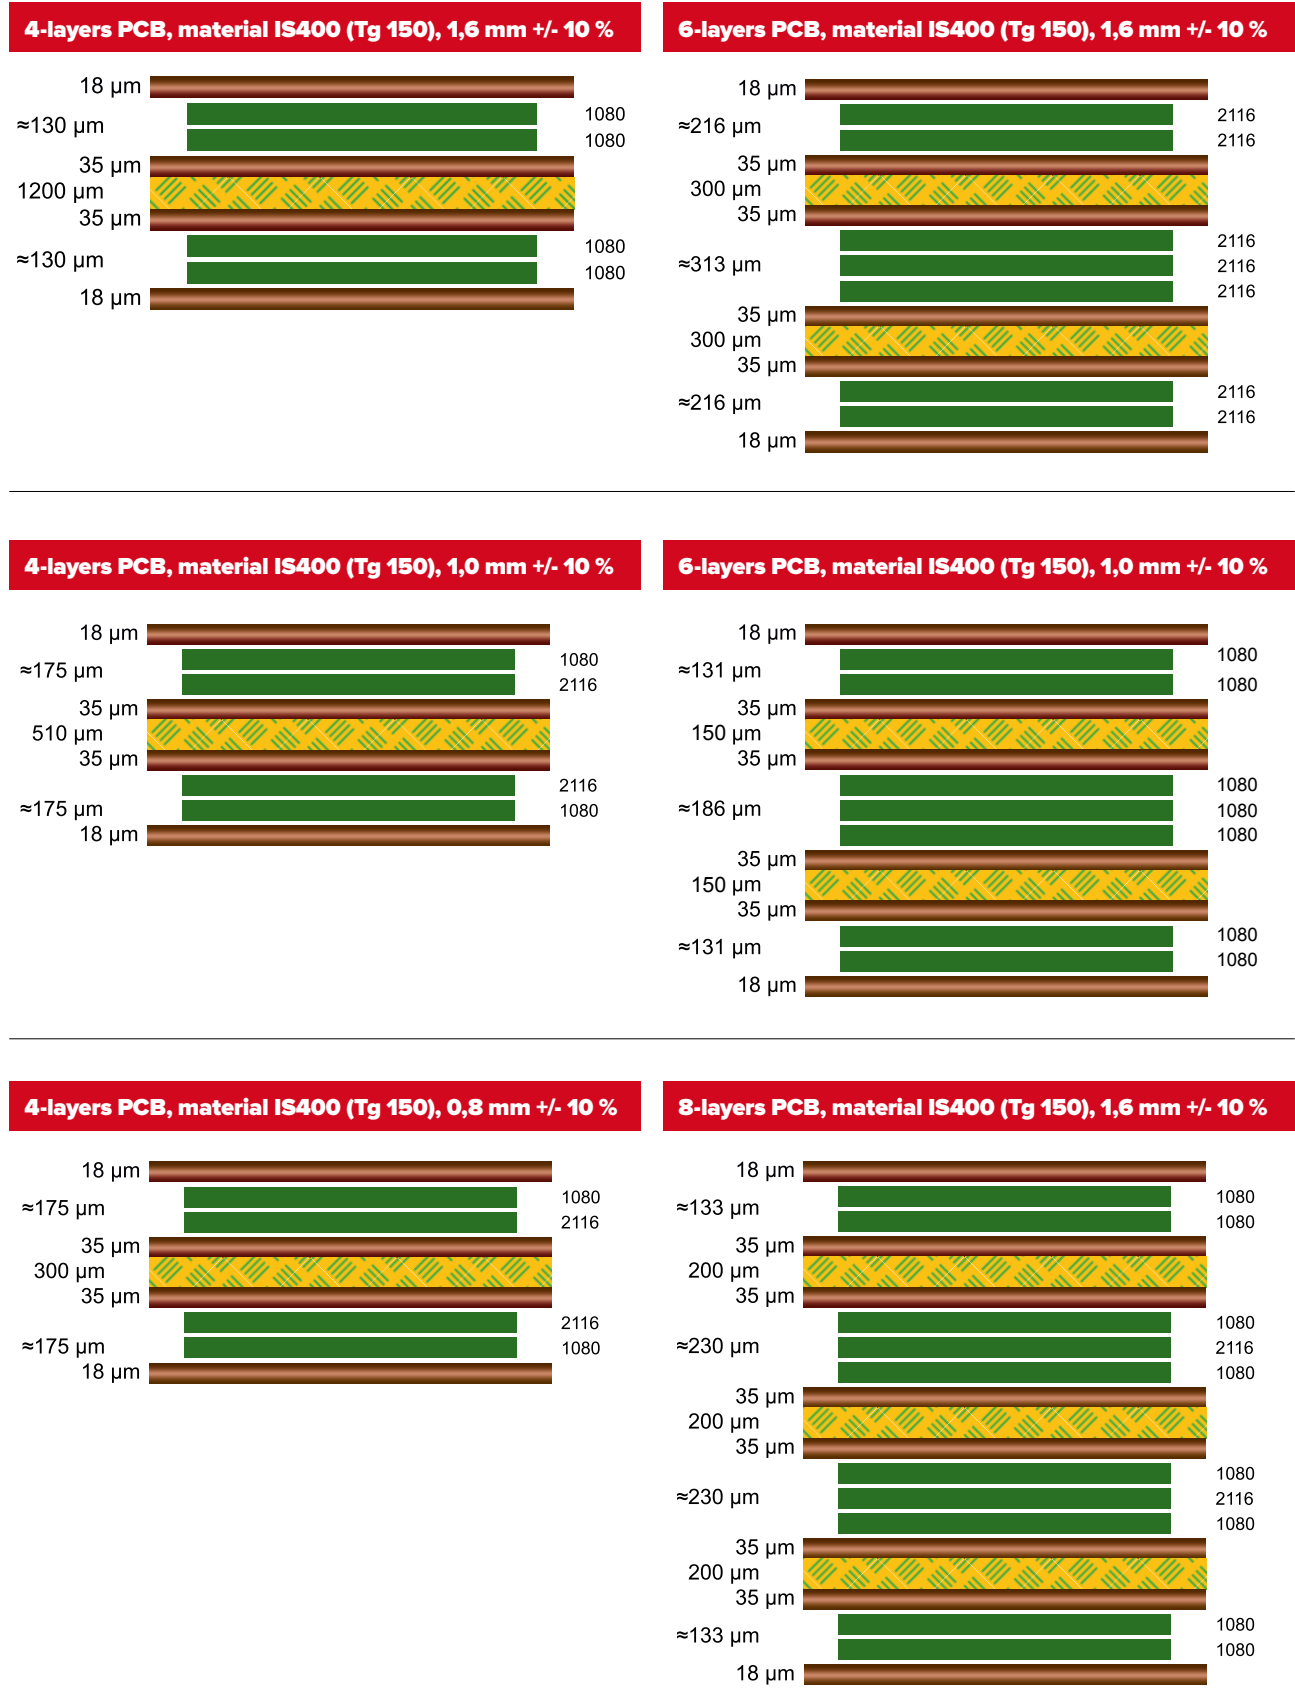 4-layers PCB, material IS400 (Tg 150), 1,6 mm +/- 10 %
18 µm
1080
≈130 µm
1080
35 µm
1200 µm
35 µm
1080
≈130 µm
1080
18 µm
6-layers PCB, material IS400 (Tg 150), 1,6 mm +/- 10 %
18 µm
2116
≈216 µm
2116
35 µm
300 µm
35 µm
2116
≈313 µm
2116
2116
35 µm
300 µm
35 µm
2116
≈216 µm
2116
18 µm
4-layers PCB, material IS400 (Tg 150), 1,0 mm +/- 10 %
18 µm
1080
≈175 µm
2116
35 µm
510 µm
35 µm
2116
≈175 µm
1080
18 µm
6-layers PCB, material IS400 (Tg 150), 1,0 mm +/- 10 %
18 µm
1080
≈131 µm
1080
35 µm
150 µm
35 µm
1080
≈186 µm
1080
1080
35 µm
150 µm
35 µm
1080
≈131 µm
1080
18 µm
4-layers PCB, material IS400 (Tg 150), 0,8 mm +/- 10 %
18 µm
1080
≈175 µm
2116
35 µm
300 µm
35 µm
2116
≈175 µm
1080
18 µm
8-layers PCB, material IS400 (Tg 150), 1,6 mm +/- 10 %
18 µm
1080
≈133 µm
1080
35 µm
200 µm
35 µm
1080
≈230 µm
2116
1080
35 µm
200 µm
35 µm
1080
≈230 µm
2116
1080
35 µm
200 µm
35 µm
1080
≈133 µm
1080
18 µm